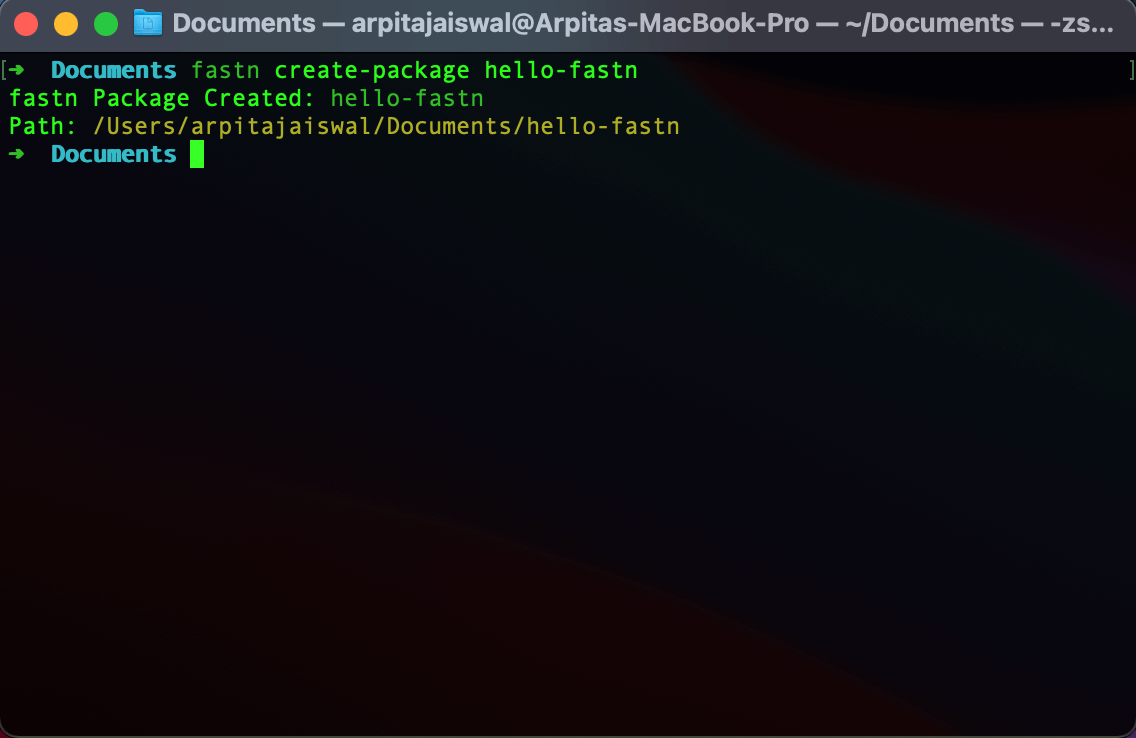 Documents — arpitajaiswal@Arpitas-MacBook-Pro — ~/Documents — -zs...
[➜  Documents fastn create-package hello-fastn ]
fastn Package Created: hello-fastn
Path: /Users/arpitajaiswal/Documents/hello-fastn
➜  Documents